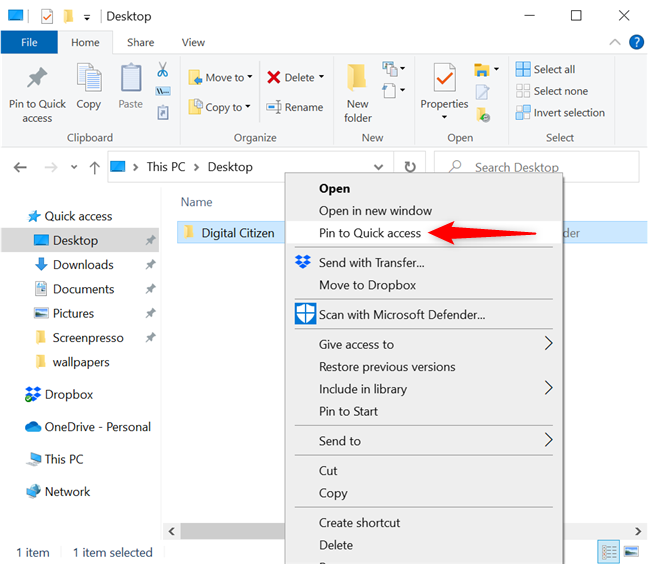 Desktop
File
Home
Share
View
Pin to Quick access
Copy
Paste
Move to
Copy to
Delete
Rename
New folder
Properties
Select all
Select none
Invert selection
Clipboard
Organize
New
Open
Select
This PC
Desktop
Search Desktop
Name
Quick access
Desktop
Downloads
Documents
Pictures
Screenpresso
wallpapers
Dropbox
OneDrive - Personal
This PC
Network
Digital Citizen
Open
Open in new window
Pin to Quick access
Send with Transfer...
Move to Dropbox
Scan with Microsoft Defender...
Give access to
Restore previous versions
Include in library
Pin to Start
Send to
Cut
Copy
Create shortcut
Delete
1 item
1 item selected